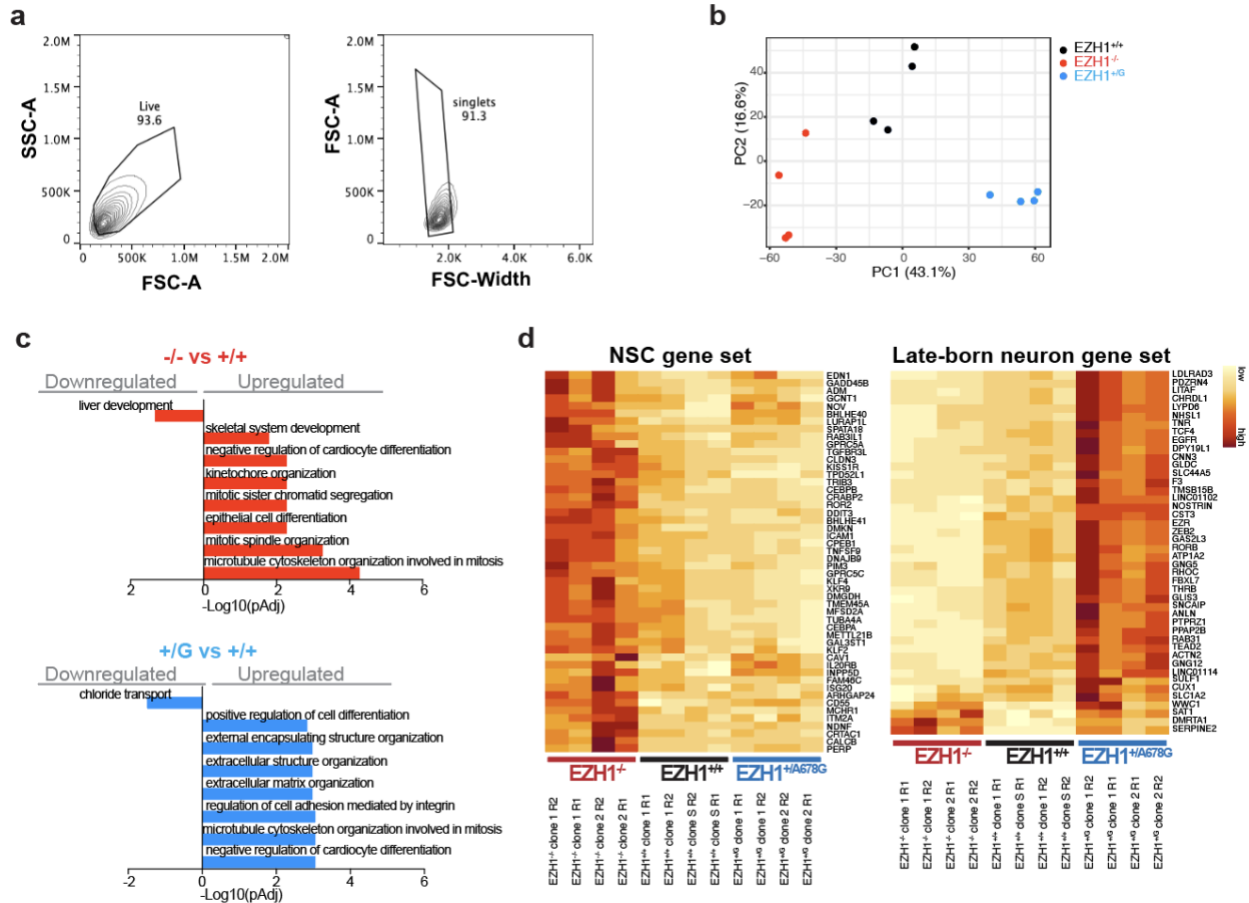 a
2.0M
1.5M
1.0M
500K
0
SSC-A
Live
93.6
0
500K
1.0M
1.5M
2.0M
FSC-A
2.0M
1.5M
1.0M
500K
0
FSC-A
singlets
91.3
2.0K
4.0K
6.0K
FSC-Width
b
40
20
0
−20
PC2 (16.6%)
−60
−30
0
30
60
PC1 (43.1%)
EZH1+/+
EZH1-/-
EZH1+/G
c
-/- vs +/+
Downregulated
Upregulated
liver development
skeletal system development
negative regulation of cardiocyte differentiation
kinetochore organization
mitotic sister chromatid segregation
epithelial cell differentiation
mitotic spindle organization
microtubule cytoskeleton organization involved in mitosis
-2
0
2
4
6
-Log10(pAdj)
+/G vs +/+
Downregulated
Upregulated
chloride transport
positive regulation of cell differentiation
external encapsulating structure organization
extracellular structure organization
extracellular matrix organization
regulation of cell adhesion mediated by integrin
microtubule cytoskeleton organization involved in mitosis
negative regulation of cardiocyte differentiation
-2
0
2
4
6
-Log10(pAdj)
d
NSC gene set
EDN1
GADD45B
ADM
GCNT1
NOV
BHLHE40
LURAP1L
SPATA18
RAB3IL1
GPRC5A
TGFBR3L
CLDN3
KISS1R
TPD52L1
TRIB3
CEBPB
CRABP2
ROR2
DDIT3
BHLHE41
DMKN
ICAM1
CPEB1
TNFSF9
DNAJB9
PIM3
GPRC5C
KLF4
XKR9
DMGDH
TMEM45A
MFSD2A
TUBA4A
CEBPA
METTL21B
GAL3ST1
KLF2
CAV1
IL20RB
INPP5D
FAM46C
ISG20
ARHGAP24
CD55
MCHR1
ITM2A
NDNF
CRTAC1
CALCB
PERP
EZH1-/-
EZH1+/+
EZH1+/A678G
EZH1-/- clone 1 R2
EZH1-/- clone 1 R1
EZH1-/- clone 2 R2
EZH1-/- clone 2 R1
EZH1+/+ clone 1 R1
EZH1+/+ clone 1 R2
EZH1+/+ clone S R2
EZH1+/+ clone S R1
EZH1+/G clone 1 R1
EZH1+/G clone 1 R2
EZH1+/G clone 2 R1
EZH1+/G clone 2 R2
Late-born neuron gene set
LDLRAD3
PDZRN4
LITAF
CHRDL1
LYPD6
NHSL1
TNR
TCF4
EGFR
DPY19L1
CNN3
GLDC
SLC44A5
F3
TMSB15B
LINC01102
NOSTRIN
CST3
EZR
ZEB2
GAS2L3
RORB
ATP1A2
GNG5
RHOC
FBXL7
THRB
GLIS3
SNCAIP
ANLN
PTPRZ1
PPAP2B
RAB31
TEAD2
ACTN2
GNG12
LINC01114
SULF1
CUX1
SLC1A2
WWC1
SAT1
DMRTA1
SERPINE2
low
high
EZH1-/-
EZH1+/+
EZH1+/A678G
EZH1-/- clone 1 R1
EZH1-/- clone 1 R2
EZH1-/- clone 2 R1
EZH1-/- clone 2 R2
EZH1+/+ clone 1 R1
EZH1+/+ clone S R1
EZH1+/+ clone 1 R2
EZH1+/+ clone S R2
EZH1+/G clone 1 R2
EZH1+/G clone 1 R1
EZH1+/G clone 2 R1
EZH1+/G clone 2 R2